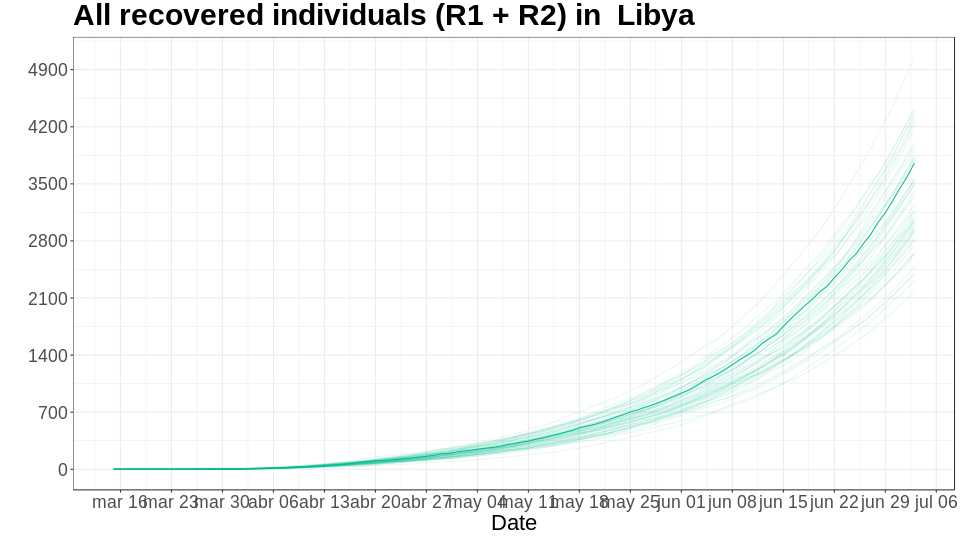 All recovered individuals (R1 + R2) in  Libya
4900
4200
3500
2800
2100
1400
700
0
mar 16 mar 23 mar 30 abr 06 abr 13 abr 20 abr 27 may 04 may 11 may 18 may 25 jun 01 jun 08 jun 15 jun 22 jun 29 jul 06
Date